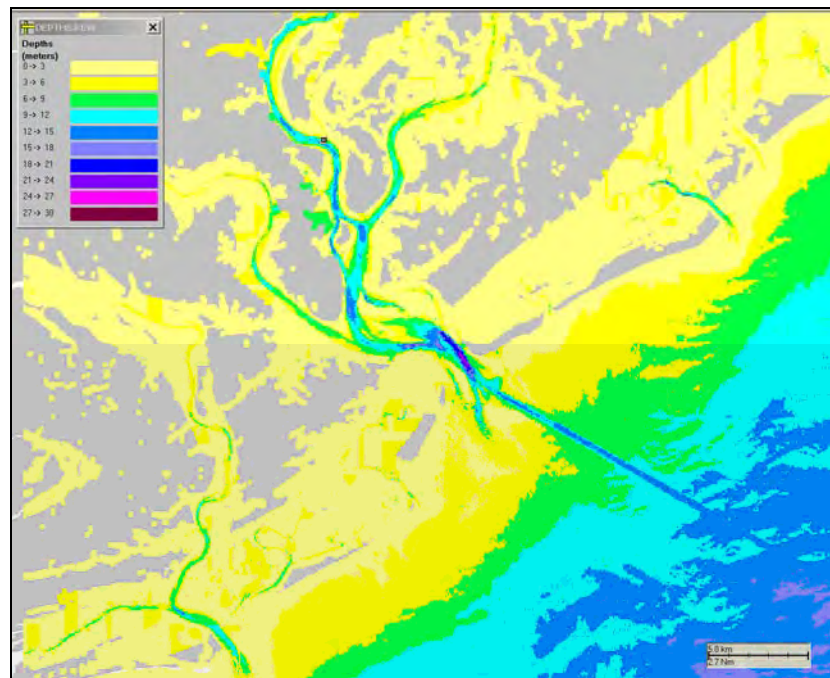 DEPTHS.KEW
Depths
(meters)
0 -> 3
3 -> 6
6 -> 9
9 -> 12
12 -> 15
15 -> 18
18 -> 21
21 -> 24
24 -> 27
27 -> 30
5.0 km
2.7 Nm